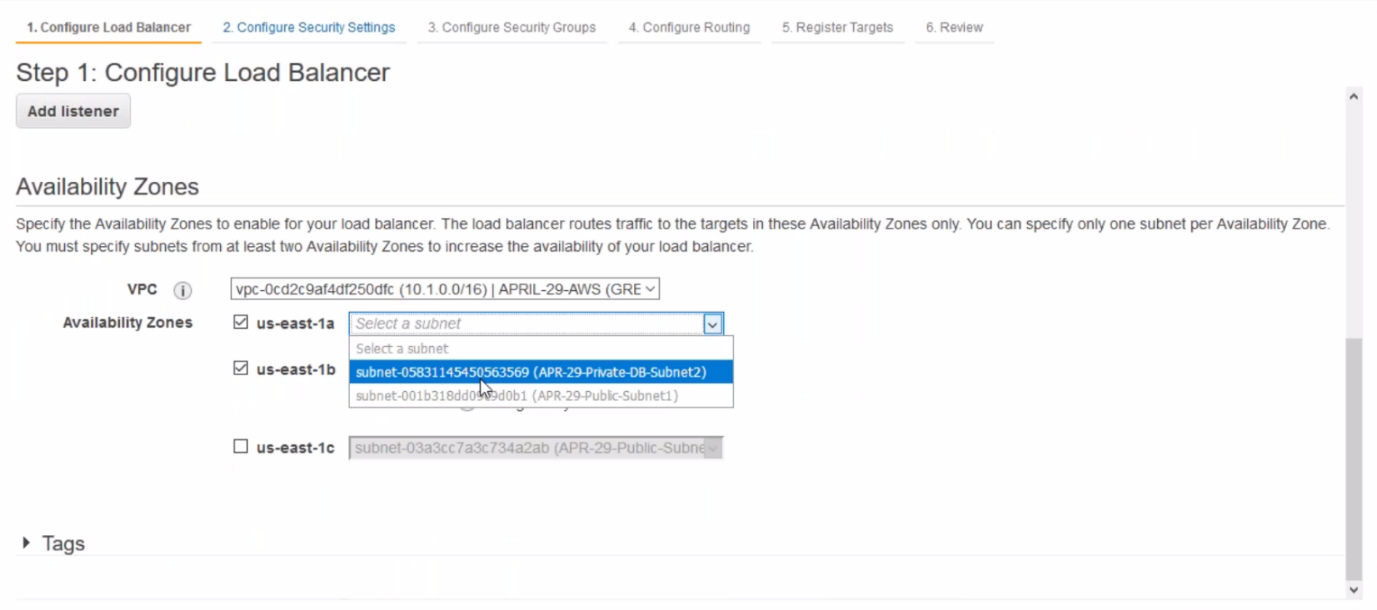 1. Configure Load Balancer 2. Configure Security Settings 3. Configure Security Groups 4. Configure Routing 5. Register Targets 6. Review
Step 1: Configure Load Balancer
Add listener
Availability Zones
Specify the Availability Zones to enable for your load balancer. The load balancer routes traffic to the targets in these Availability Zones only. You can specify only one subnet per Availability Zone.
You must specify subnets from at least two Availability Zones to increase the availability of your load balancer.
VPC i vpc-0cd2c9af4df250dfc (10.1.0.0/16) | APRIL-29-AWS (GRE
Availability Zones us-east-1a Select a subnet
Select a subnet
us-east-1b subnet-05831145450563569 (APR-29-Private-DB-Subnet2)
(APR-29-Public-Subnet1)
us-east-1c subnet-03a3cc7a3c734a2ab (APR-29-Public-Subne
Tags